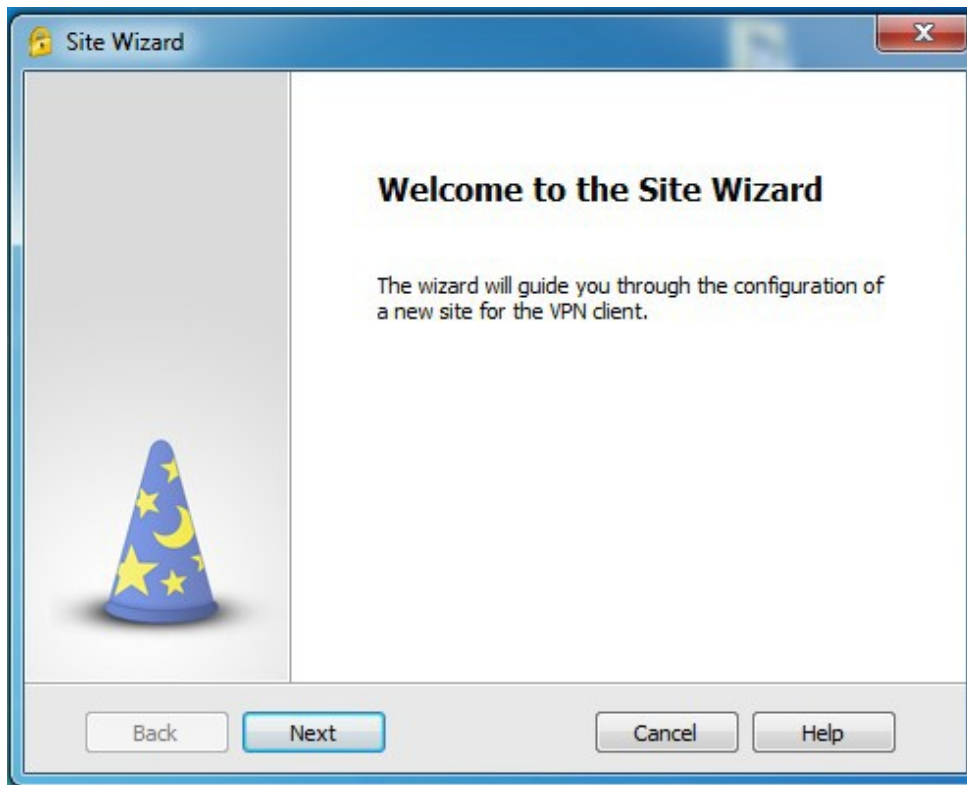 Site Wizard
Welcome to the Site Wizard
The wizard will guide you through the configuration of
a new site for the VPN client.
Back Next Cancel Help